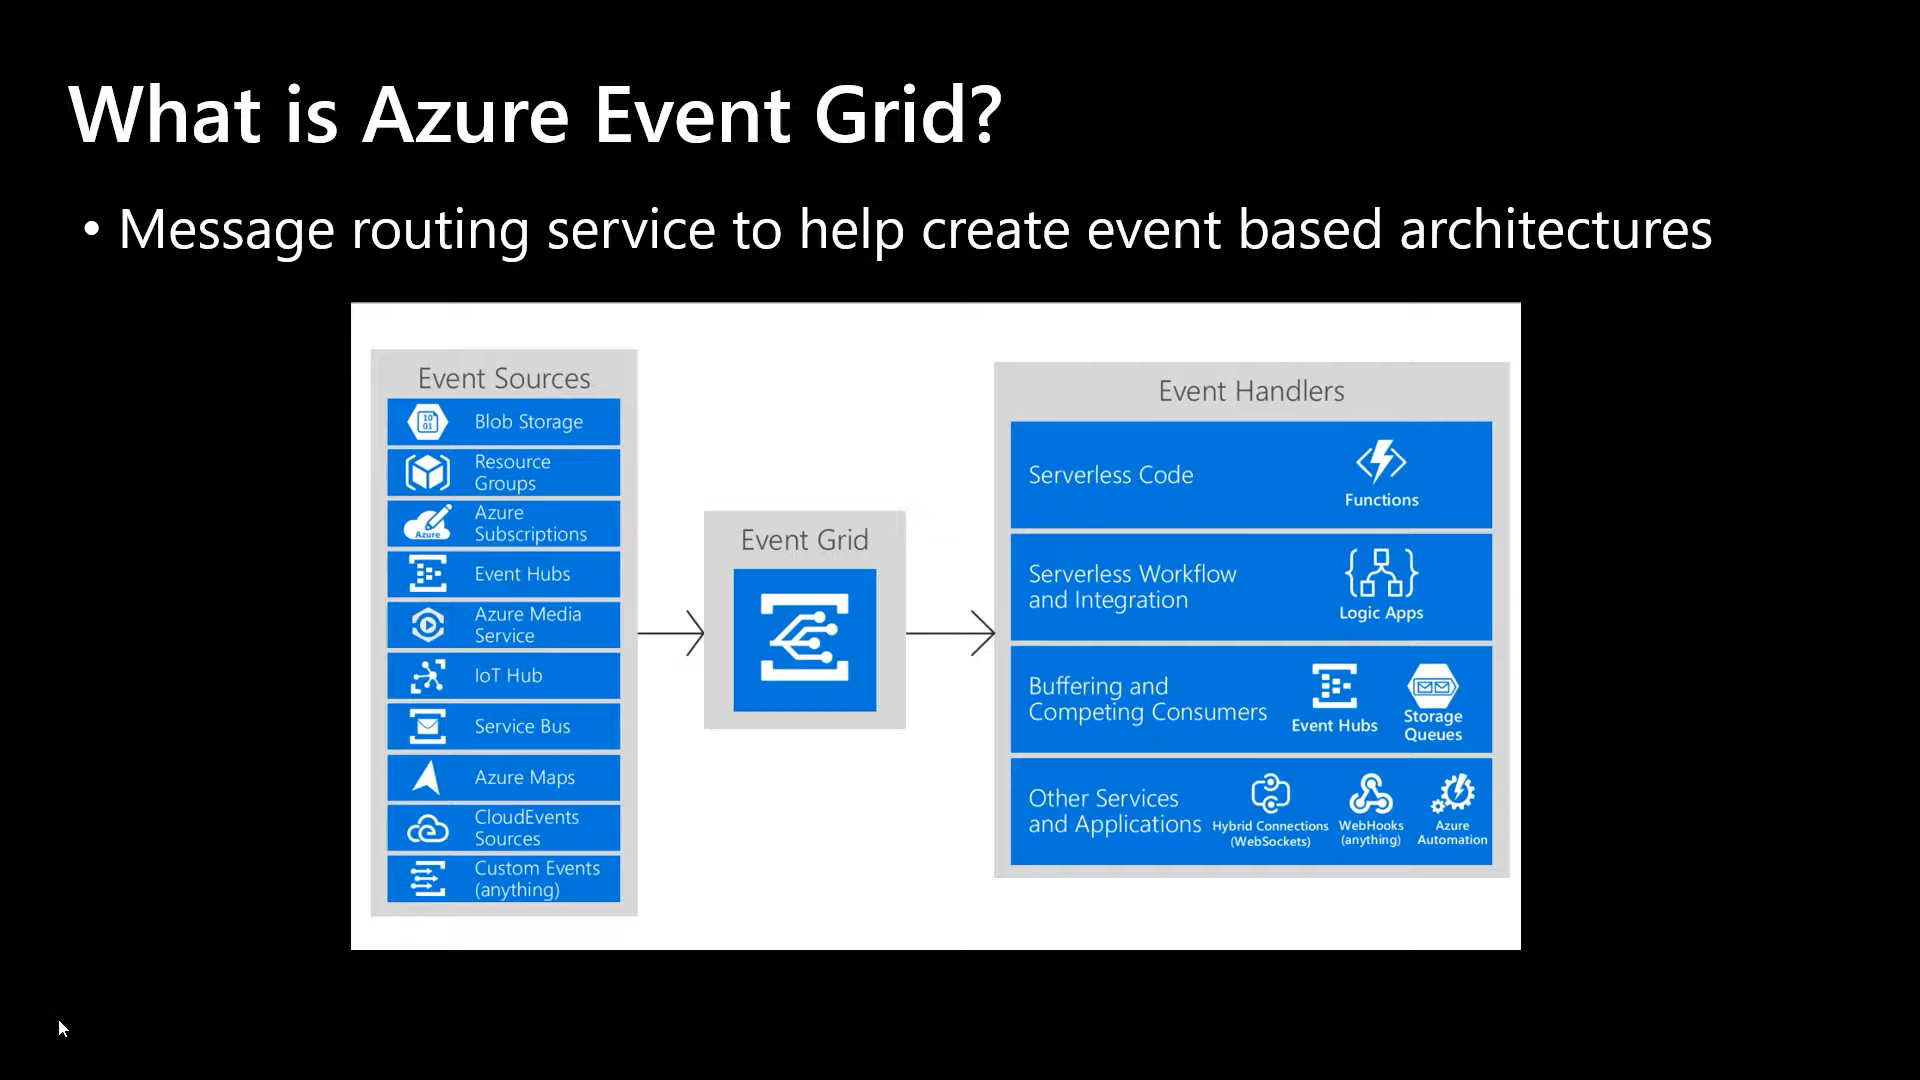 What is Azure Event Grid?
• Message routing service to help create event based architectures
Event Sources
10
01
Blob Storage
Resource
Groups
Azure
Azure
Subscriptions
Event Hubs
Azure Media
Service
IoT Hub
Service Bus
Azure Maps
CloudEvents
Sources
Custom Events
(anything)
Event Grid
Event Handlers
Serverless Code
Functions
Serverless Workflow
and Integration
Logic Apps
Buffering and
Competing Consumers
Event Hubs
Storage
Queues
Other Services
and Applications
Hybrid Connections
(WebSockets)
WebHooks
(anything)
Azure
Automation